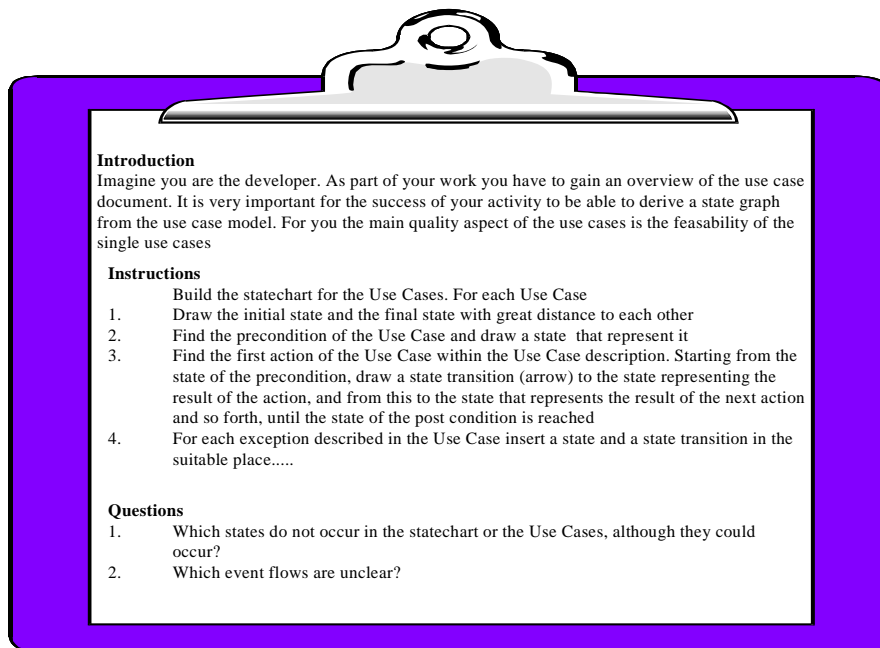 Introduction
Imagine you are the developer. As part of your work you have to gain an overview of the use case
document. It is very important for the success of your activity to be able to derive a state graph
from the use case model. For you the main quality aspect of the use cases is the feasability of the
single use cases
Instructions
Build the statechart for the Use Cases. For each Use Case
1. Draw the initial state and the final state with great distance to each other
2. Find the precondition of the Use Case and draw a state that represent it
3. Find the first action of the Use Case within the Use Case description. Starting from the
state of the precondition, draw a state transition (arrow) to the state representing the
result of the action, and from this to the state that represents the result of the next action
and so forth, until the state of the post condition is reached
4. For each exception described in the Use Case insert a state and a state transition in the
suitable place.....
Questions
1. Which states do not occur in the statechart or the Use Cases, although they could
occur?
2. Which event flows are unclear?